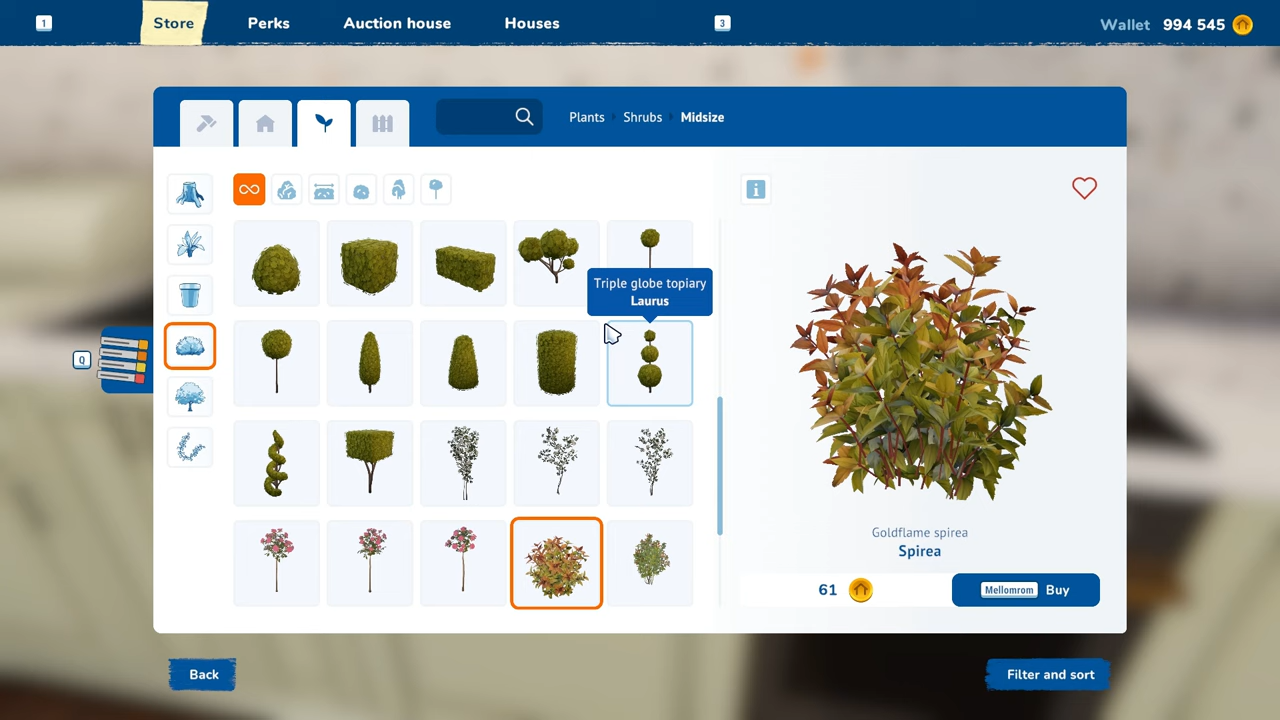 1
Store
Perks
Auction house
Houses
3
Wallet 994 545
Plants Shrubs Midsize
Triple globe topiary
Laurus
Q
Goldflame spirea
Spirea
61
Mellomrom Buy
Back
Filter and sort